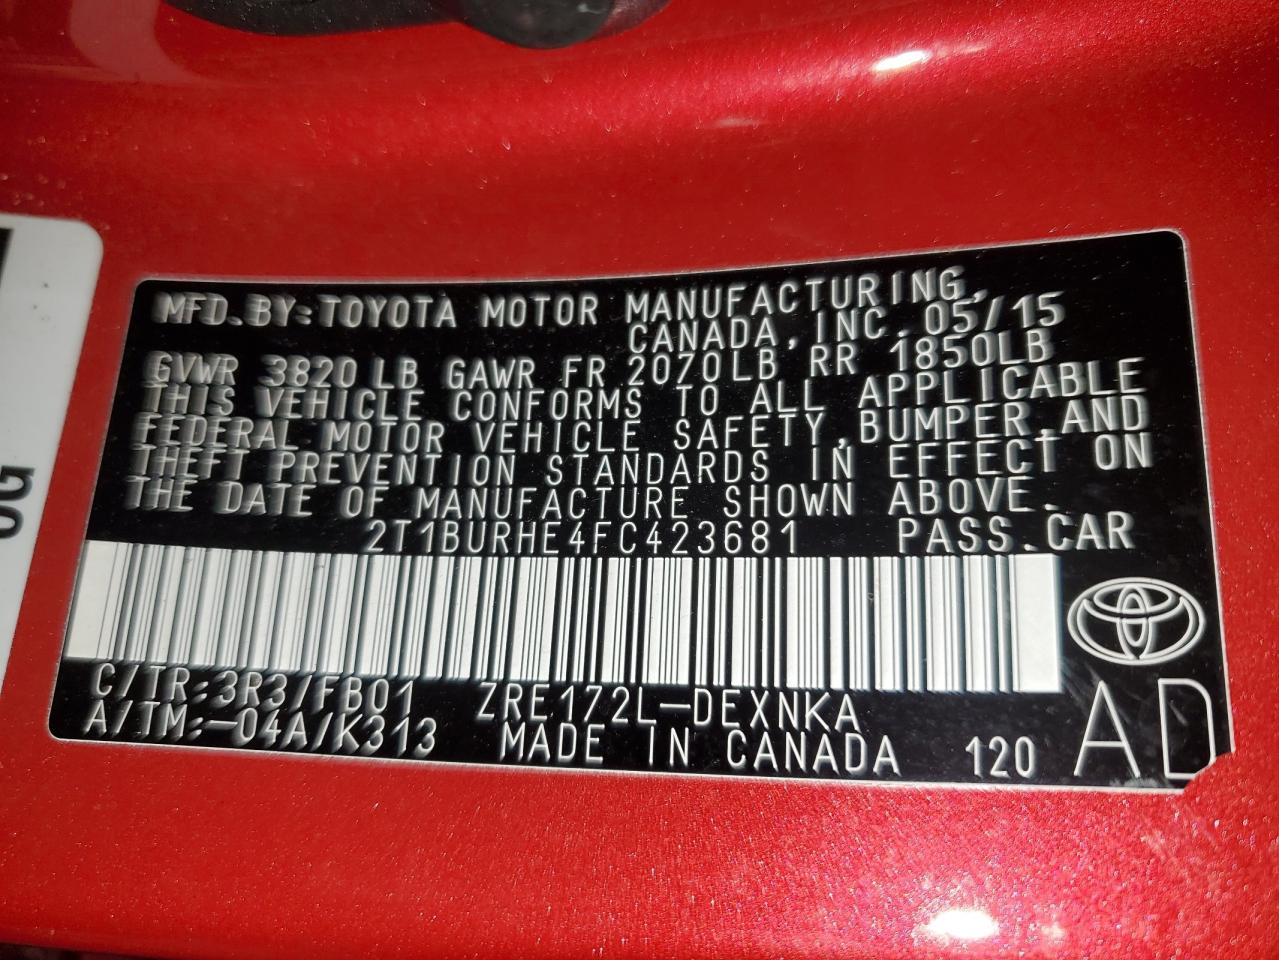 MFD.BY:TOYOTA MOTOR MANUFACTURING,
CANADA,INC.05/15
GVWR 3820LB GAWR FR 2070LB RR 1850LB
THIS VEHICLE CONFORMS TO ALL APPLICABLE
FEDERAL MOTOR VEHICLE SAFETY,BUMPER,AND
THEFT PREVENTION STANDARDS IN EFFECT ON
THE DATE OF MANUFACTURE SHOWN ABOVE.
2T1BURHE4FC423681 PASS.CAR
C/TR:3R3/FB01 ZRE172L-DEXNKA
A/TM:-04A/K313 MADE IN CANADA 120
AD